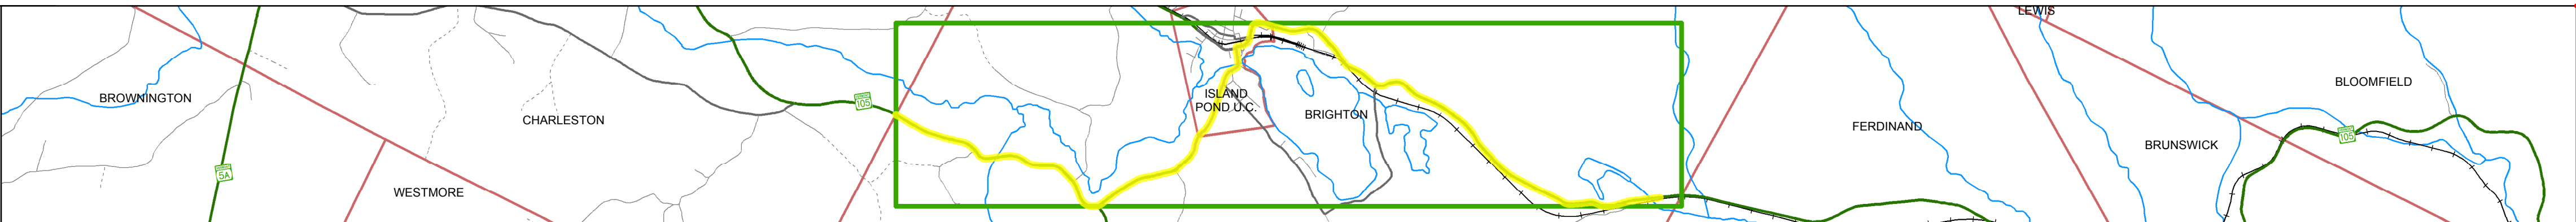 LEWIS
BLOOMFIELD
BROWNINGTON
105
ISLAND
POND U.C.
BRIGHTON
CHARLESTON
FERDINAND
105
BRUNSWICK
5A
WESTMORE